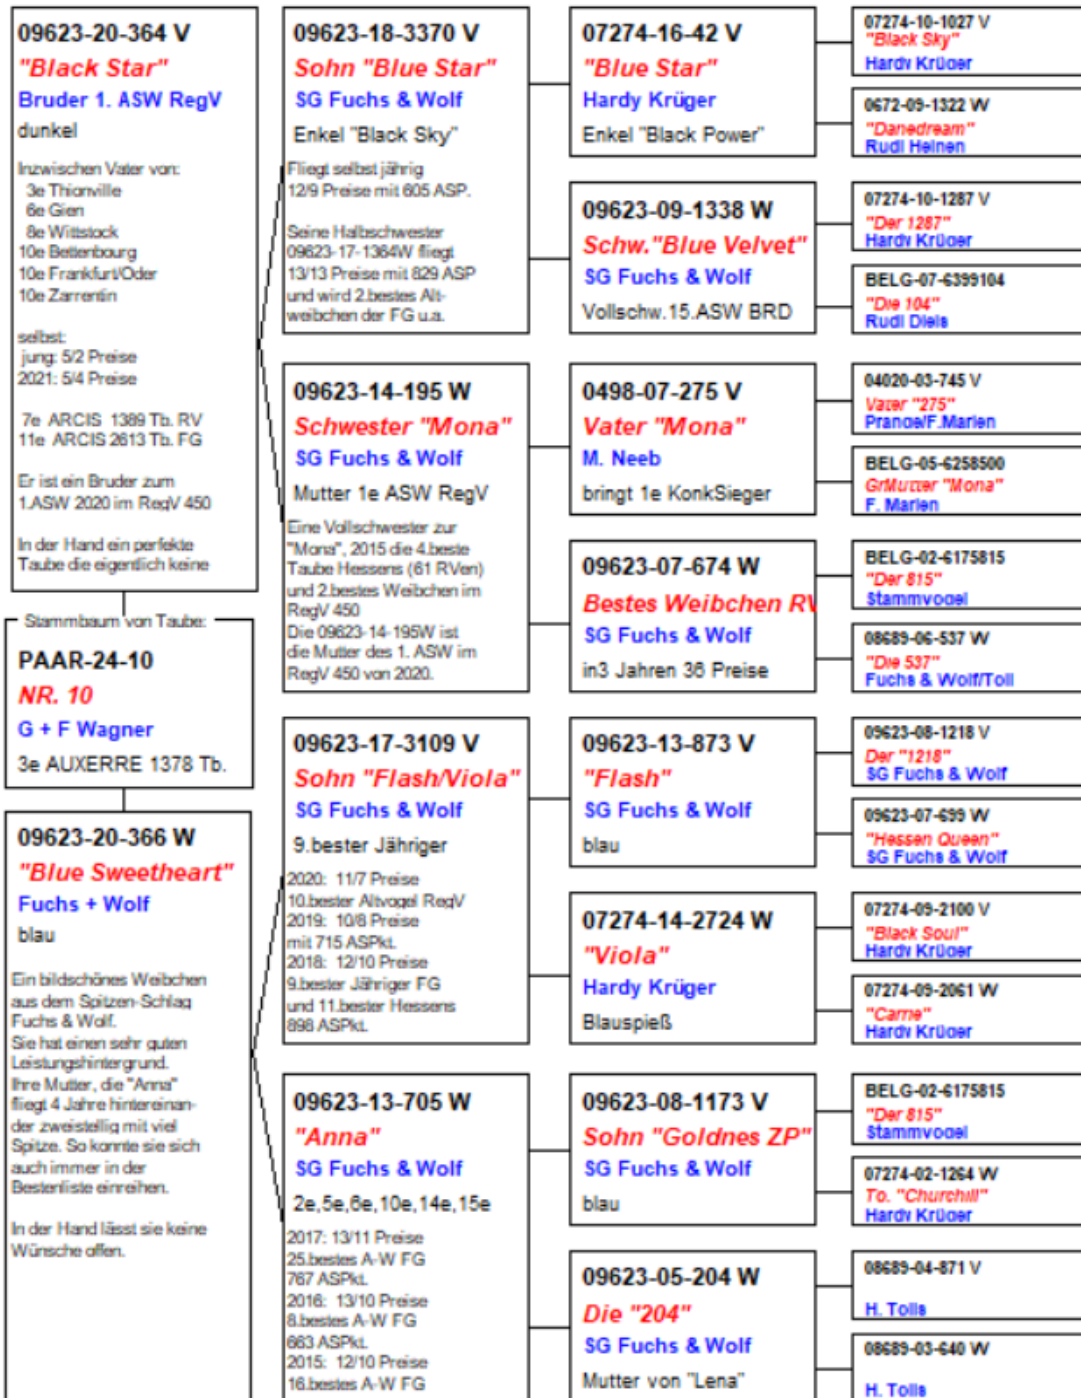 09623-20-364 V
"Black Star"
Bruder 1. ASW RegV
dunkel
Inzwischen Vater von:
3e Thionville
6e Gien
8e Wittstock
10e Bettenbourg
10e Frankfurt/Oder
10e Zarrentin
selbst:
jung: 5/2 Preise
2021: 5/4 Preise
7e ARCIS 1389 Tb. RV
11e ARCIS 2613 Tb. FG
Er ist ein Bruder zum
1.ASW 2020 im RegV 450
In der Hand ein perfekte
Taube die eigentlich keine
Stammbaum von Taube:
PAAR-24-10
NR. 10
G + F Wagner
3e AUXERRE 1378 Tb.
09623-20-366 W
"Blue Sweetheart"
Fuchs + Wolf
blau
Ein bildschönes Weibchen
aus dem Spitzen-Schlag
Fuchs & Wolf.
Sie hat einen sehr guten
Leistungshintergrund.
Ihre Mutter, die "Anna"
fliegt 4 Jahre hintereinan-
der zweistellig mit viel
Spitze. So konnte sie sich
auch immer in der
Bestenliste einreihen.
In der Hand lässt sie keine
Wünsche offen.
09623-18-3370 V
Sohn "Blue Star"
SG Fuchs & Wolf
Enkel "Black Sky"
Fliegt selbst jährig
12/9 Preise mit 605 ASP.
Seine Halbschwester
09623-17-1364W fliegt
13/13 Preise mit 829 ASP
und wird 2.bestes Alt-
weibchen der FG u.a.
09623-14-195 W
Schwester "Mona"
SG Fuchs & Wolf
Mutter 1e ASW RegV
Eine Vollschwester zur
"Mona", 2015 die 4.beste
Taube Hessens (61 RVen)
und 2.bestes Weibchen im
RegV 450
Die 09623-14-195W ist
die Mutter des 1. ASW im
RegV 450 von 2020.
09623-17-3109 V
Sohn "Flash/Viola"
SG Fuchs & Wolf
9.bester Jähriger
2020: 11/7 Preise
10.bester Altvogel RegV
2019: 10/8 Preise
mit 715 ASPkt.
2018: 12/10 Preise
9.bester Jähriger FG
und 11.bester Hessens
898 ASPkt.
09623-13-705 W
"Anna"
SG Fuchs & Wolf
2e,5e,6e,10e,14e,15e
2017: 13/11 Preise
25.bestes A-W FG
767 ASPkt.
2016: 13/10 Preise
8.bestes A-W FG
663 ASPkt.
2015: 12/10 Preise
16.bestes A-W FG
07274-16-42 V
"Blue Star"
Hardy Krüger
Enkel "Black Power"
09623-09-1338 W
Schw."Blue Velvet"
SG Fuchs & Wolf
Vollschw.15.ASW BRD
0498-07-275 V
Vater "Mona"
M. Neeb
bringt 1e KonkSieger
09623-07-674 W
Bestes Weibchen RV
SG Fuchs & Wolf
in3 Jahren 36 Preise
09623-13-873 V
"Flash"
SG Fuchs & Wolf
blau
07274-14-2724 W
"Viola"
Hardy Krüger
Blauspieß
09623-08-1173 V
Sohn "Goldnes ZP"
SG Fuchs & Wolf
blau
09623-05-204 W
Die "204"
SG Fuchs & Wolf
Mutter von "Lena"
07274-10-1027 V
"Black Sky"
Hardy Krüger
0672-09-1322 W
"Danedream"
Rudi Heinen
07274-10-1287 V
"Der 1287"
Hardy Krüger
BELG-07-6399104
"Die 104"
Rudi Diels
04020-03-745 V
Vater "275"
Prange/F.Marien
BELG-05-6258500
GrMutter "Mona"
F. Marien
BELG-02-6175815
"Der 815"
Stammvogel
08689-06-537 W
"Die 537"
Fuchs & Wolf/Toll
09623-08-1218 V
Der "1218"
SG Fuchs & Wolf
09623-07-699 W
"Hessen Queen"
SG Fuchs & Wolf
07274-09-2100 V
"Black Soul"
Hardy Krüger
07274-09-2061 W
"Carrie"
Hardy Krüger
BELG-02-6175815
"Der 815"
Stammvogel
07274-02-1264 W
To. "Churchill"
Hardy Krüger
08689-04-871 V
H. Tolls
08689-03-640 W
H. Tolls